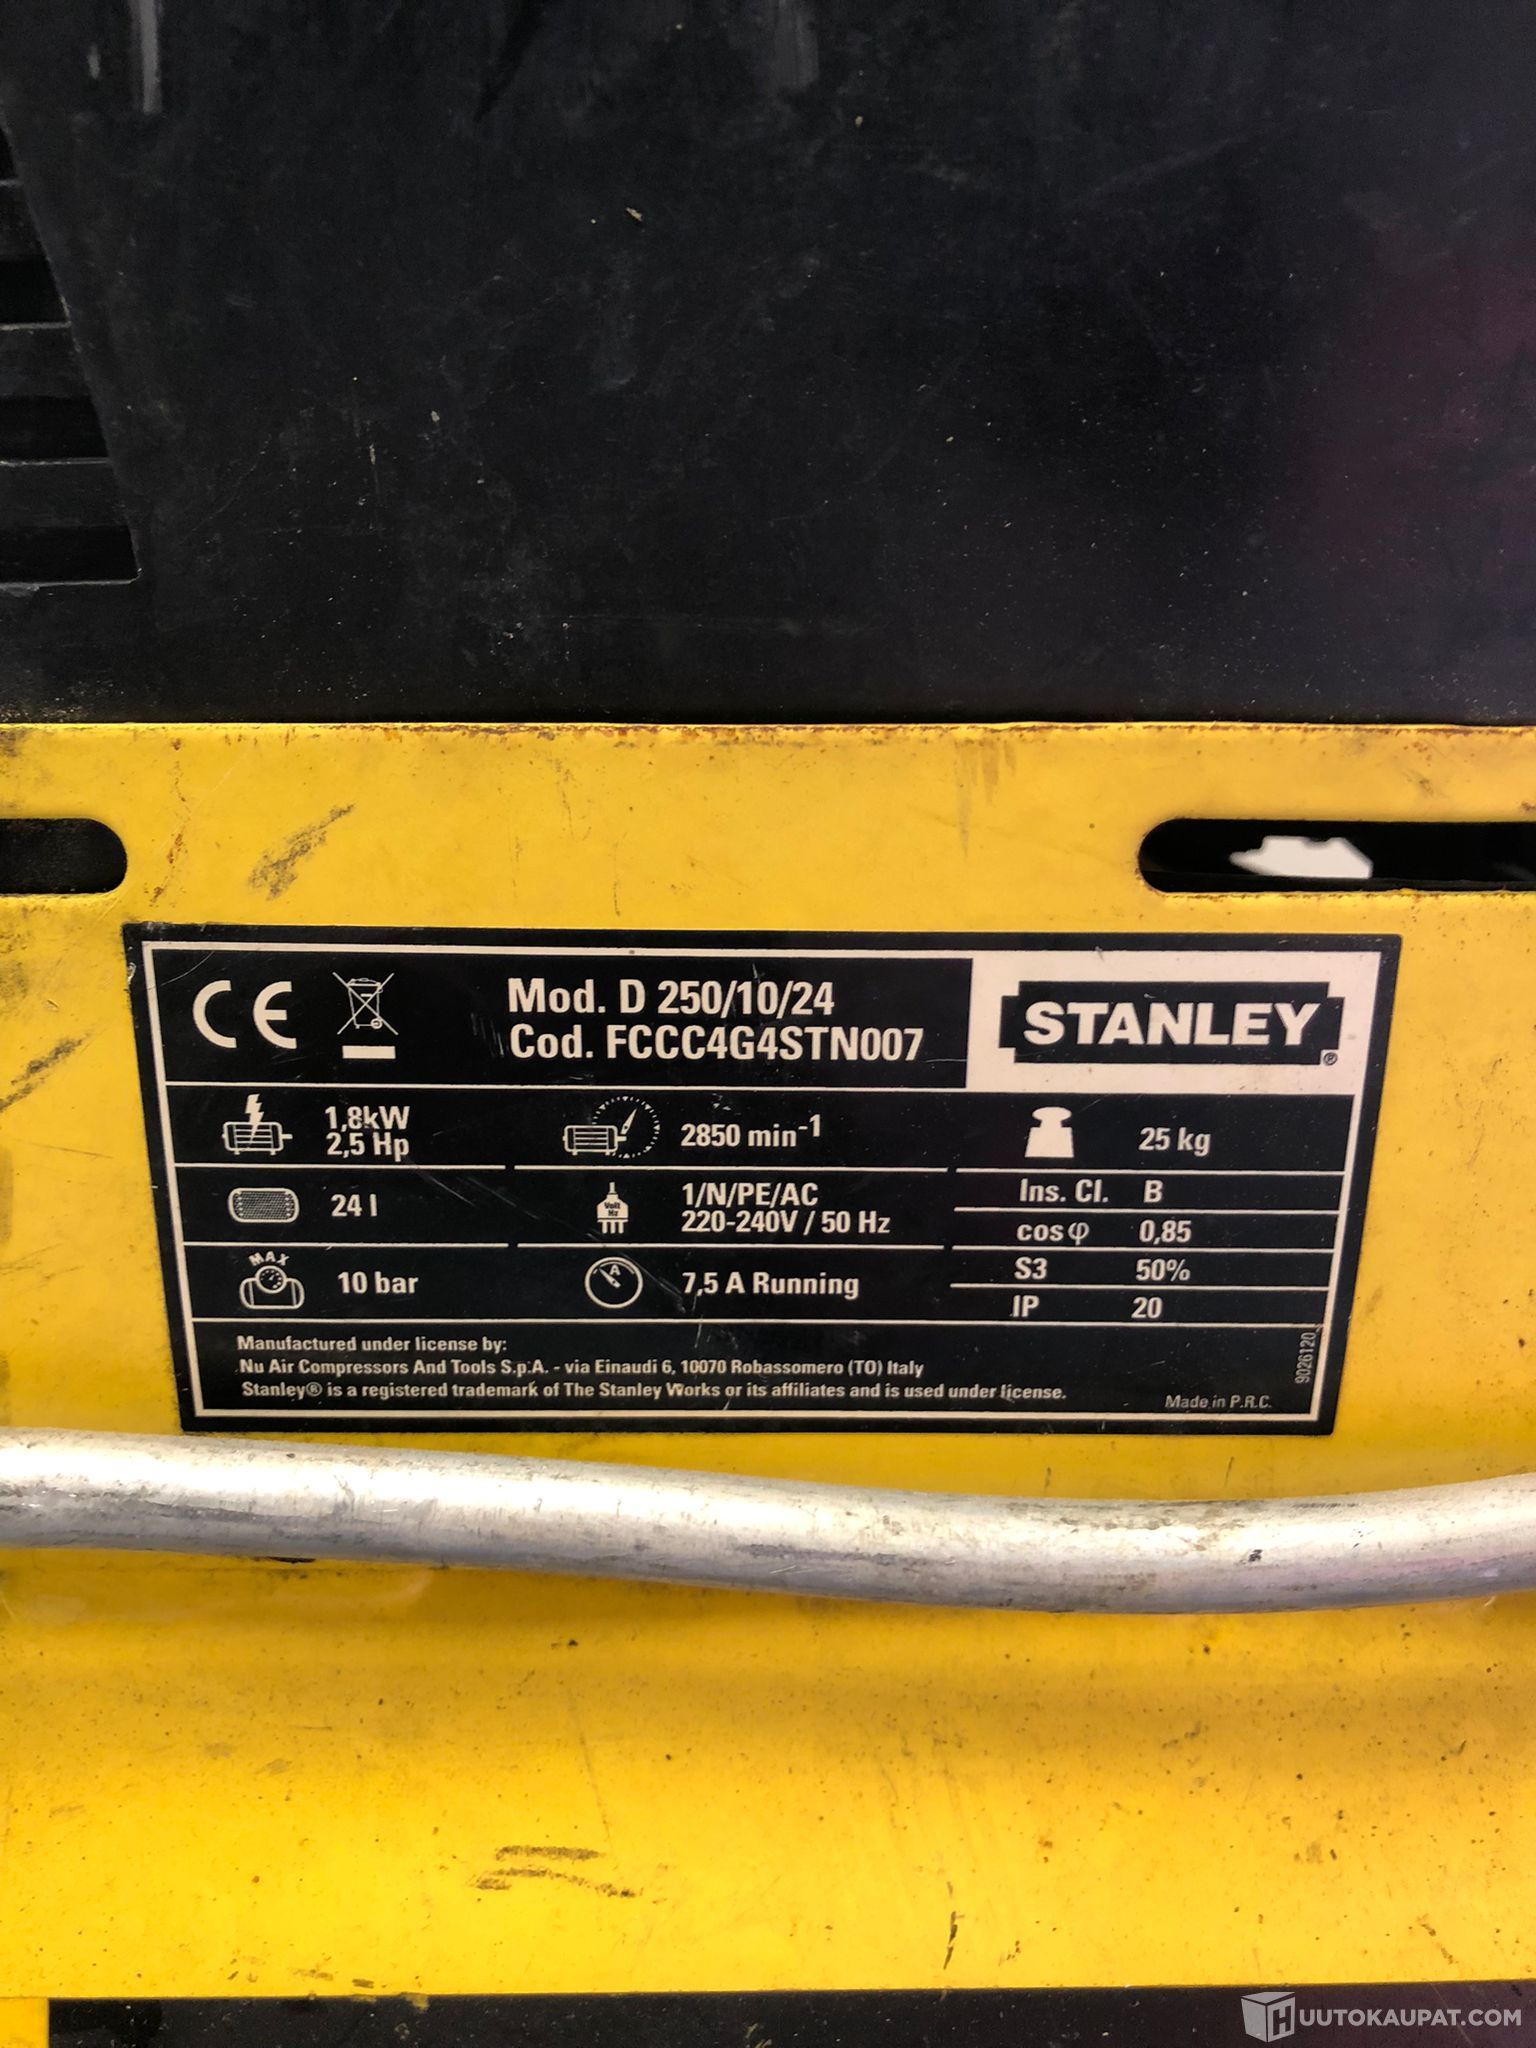 CE
Mod. D 250/10/24
Cod. FCCC4G4STN007
STANLEY®
1,8kW
2,5 Hp
2850 min-1
25 kg
24 l
Volt
Hz
1/N/PE/AC
220-240V / 50 Hz
Ins. Cl. B
cosφ 0,85
MAX
10 bar
A
7,5 A Running
S3 50%
IP 20
Manufactured under license by:
Nu Air Compressors And Tools S.p.A. - via Einaudi 6, 10070 Robassomero (TO) Italy
Stanley® is a registered trademark of The Stanley Works or its affiliates and is used under license.
Made in P.R.C.
9026120
HUUTOKAUPAT.COM